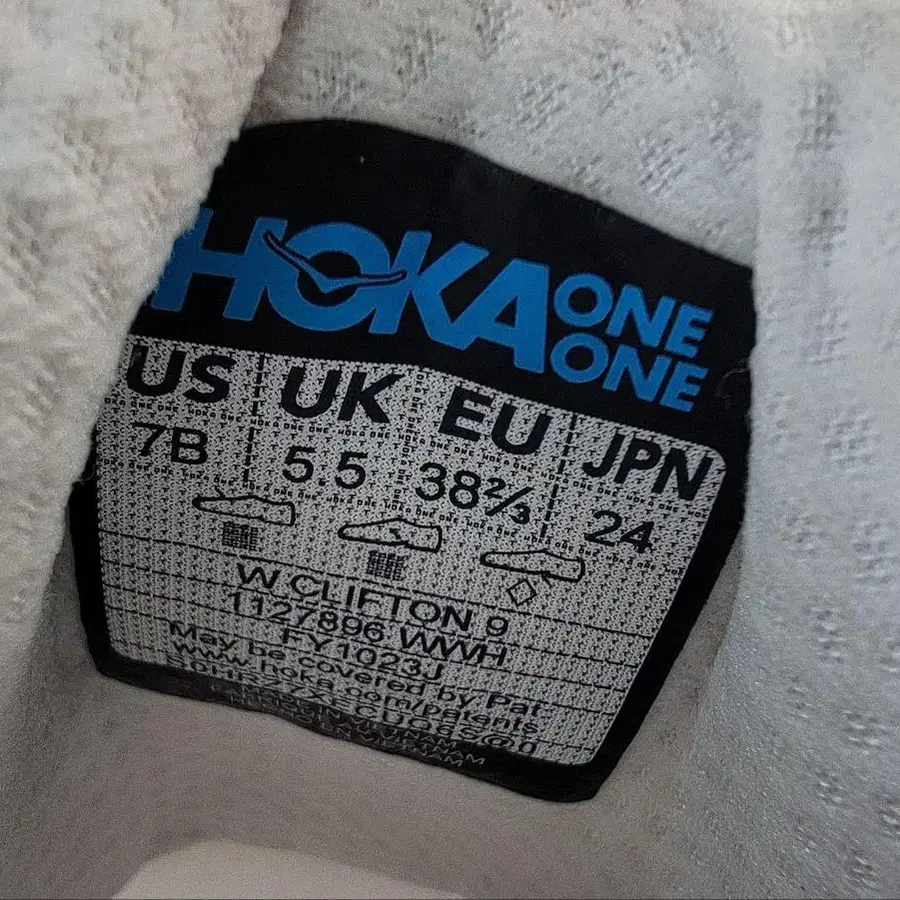 HOKA ONE ONE
US UK EU JPN
7B 5.5 38⅔ 24
W CLIFTON 9
1127896 WWH
FY1023J
May be covered by Pat.
www.hoka.com/patents